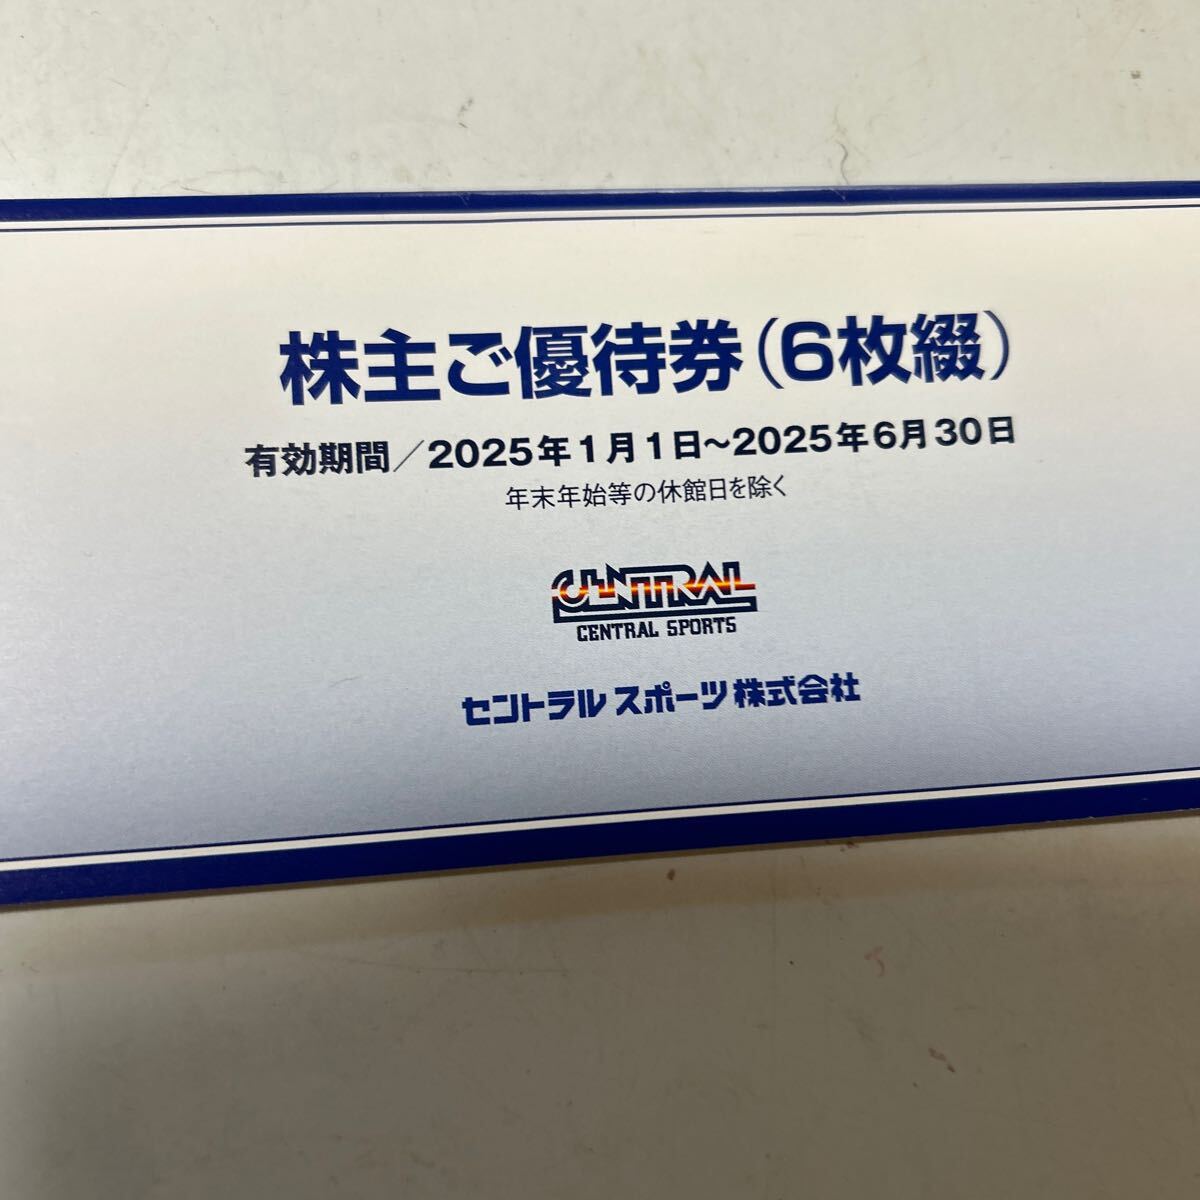 株主ご優待券(6枚綴)
有効期間／2025年1月1日〜2025年6月30日
年末年始等の休館日を除く
CENTRAL
CENTRAL SPORTS
セントラルスポーツ株式会社